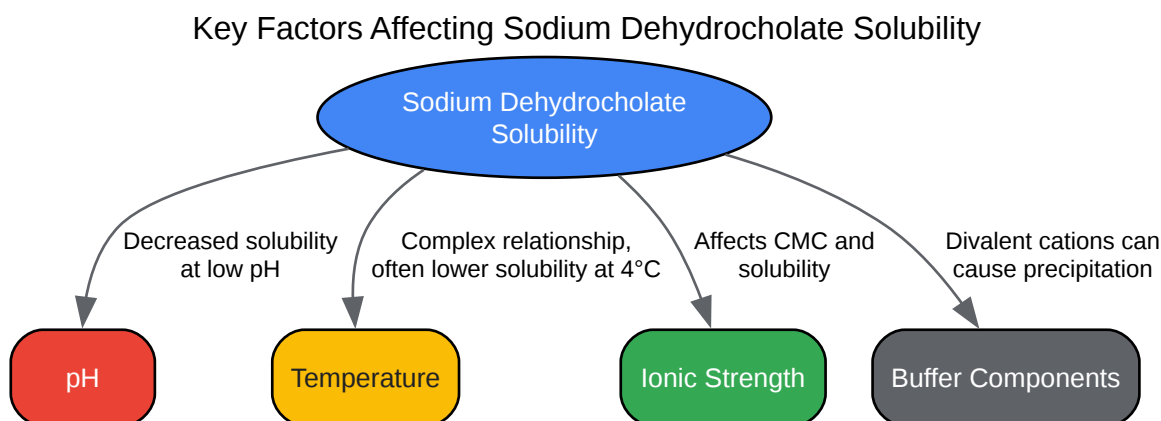 Key Factors Affecting Sodium Dehydrocholate Solubility
Sodium Dehydrocholate
Solubility
Decreased solubility
at low pH
Complex relationship,
often lower solubility at 4°C
Affects CMC and
solubility
Divalent cations can
cause precipitation
pH
Temperature
Ionic Strength
Buffer Components